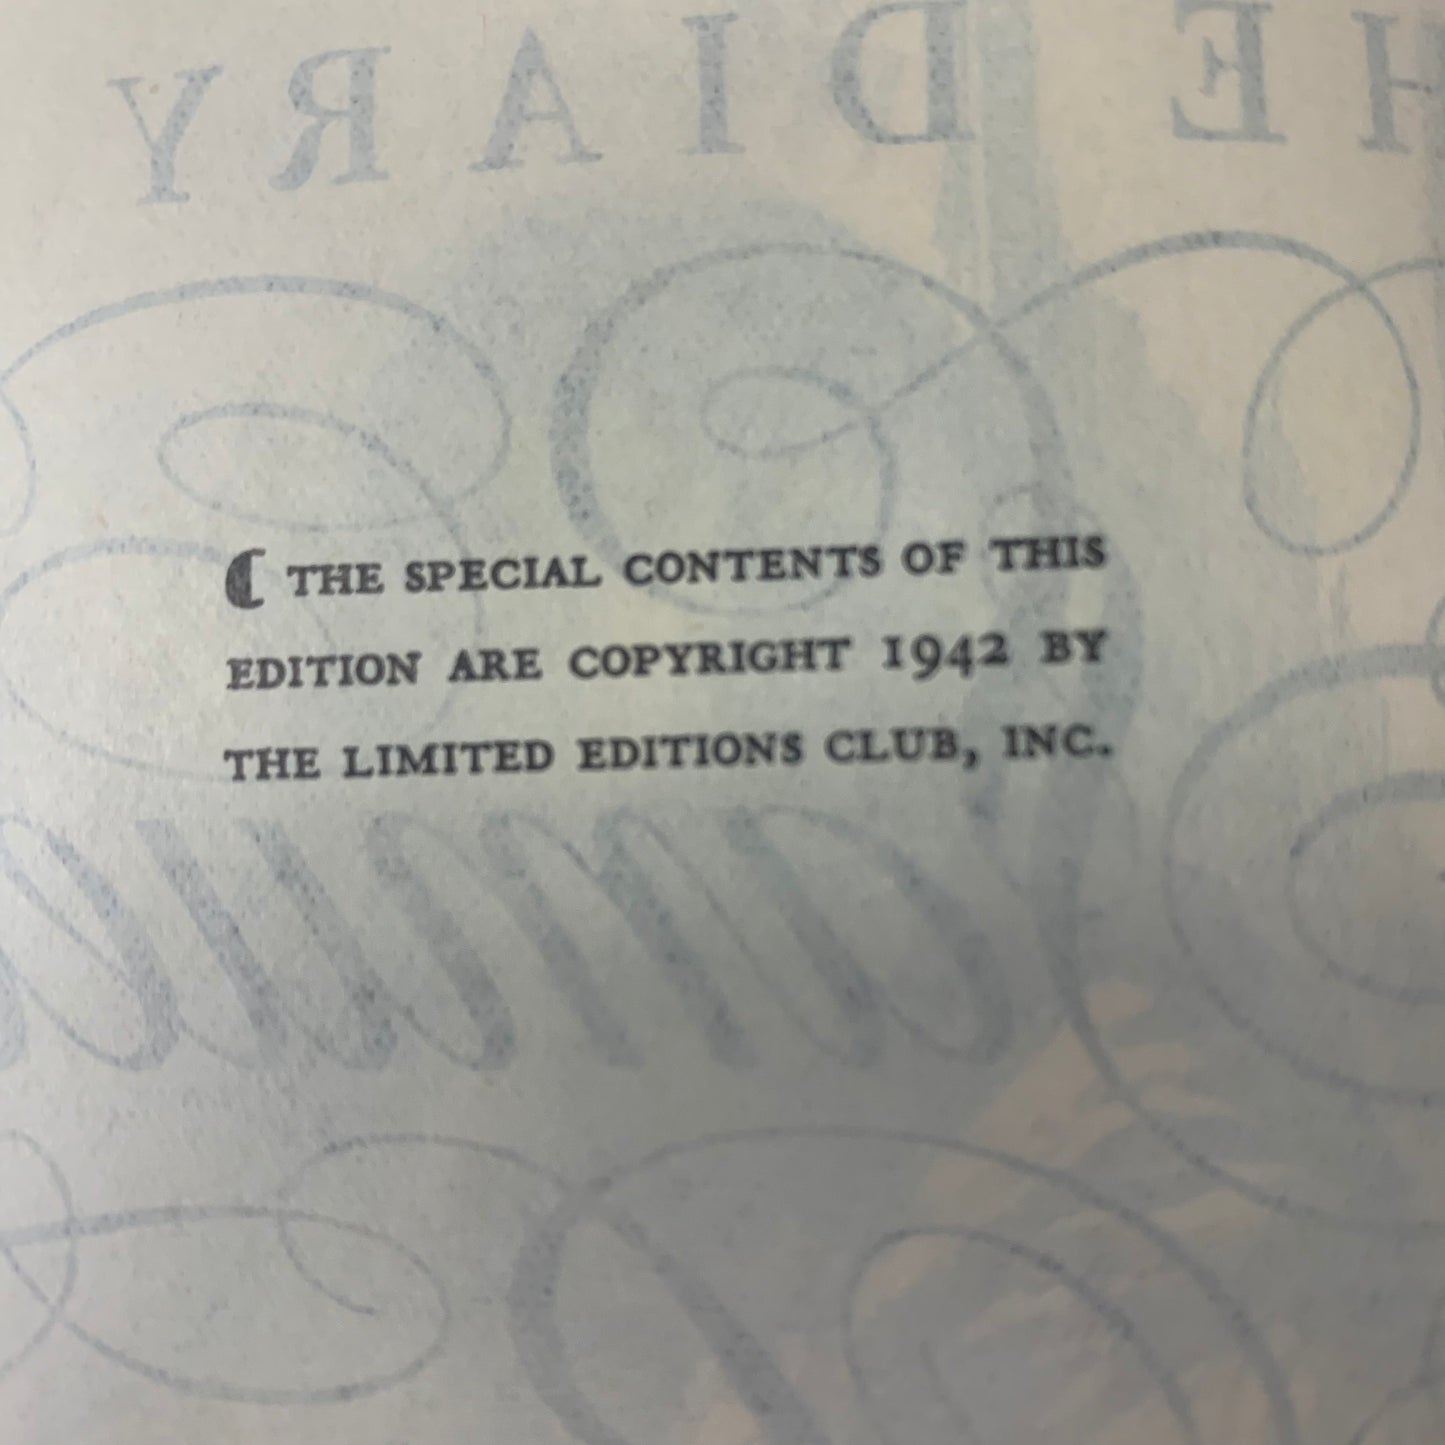 THE DIARY
℄ THE SPECIAL CONTENTS OF THIS
EDITION ARE COPYRIGHT 1942 BY
THE LIMITED EDITIONS CLUB, INC.